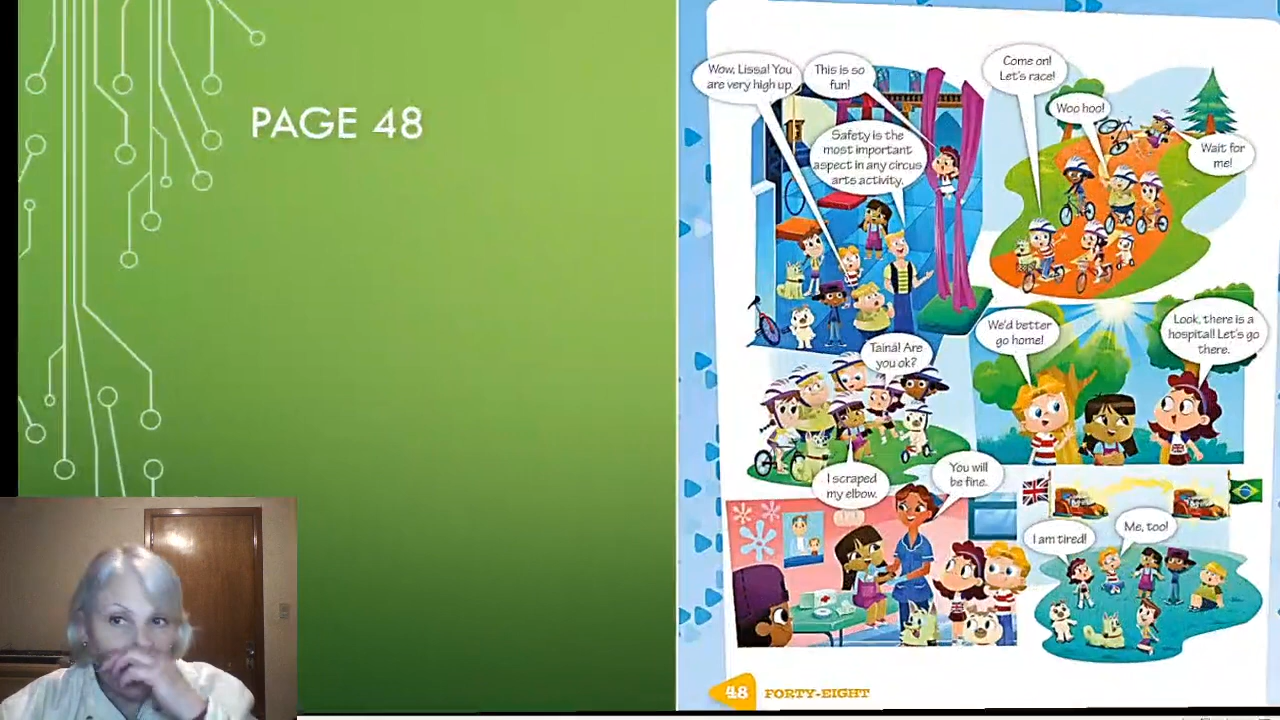 PAGE 48
Wow, Lissa! You
are very high up.
This is so
fun!
Safety is the
most important
aspect in any circus
arts activity.
Come on!
Let's race!
Woo hoo!
Wait for
me!
Tainá! Are
you ok?
I scraped
my elbow.
We'd better
go home!
Look, there is a
hospital! Let's go
there.
You will
be fine.
I am tired!
Me, too!
48 FORTY-EIGHT